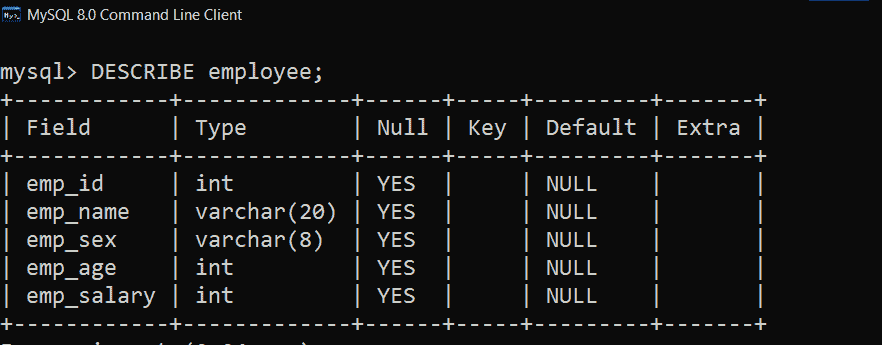 MySQL 8.0 Command Line Client
mysql> DESCRIBE employee;
+------------+-------------+------+-----+---------+-------+
| Field      | Type        | Null | Key | Default | Extra |
+------------+-------------+------+-----+---------+-------+
| emp_id     | int         | YES  |     | NULL    |       |
| emp_name   | varchar(20) | YES  |     | NULL    |       |
| emp_sex    | varchar(8)  | YES  |     | NULL    |       |
| emp_age    | int         | YES  |     | NULL    |       |
| emp_salary | int         | YES  |     | NULL    |       |
+------------+-------------+------+-----+---------+-------+